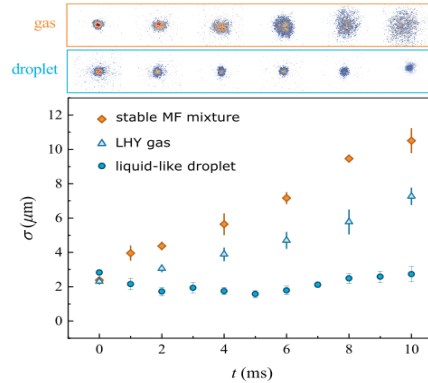 gas
droplet
stable MF mixture
LHY gas
liquid-like droplet
12
10
8
6
4
2
0
σ (μm)
0 2 4 6 8 10
t (ms)